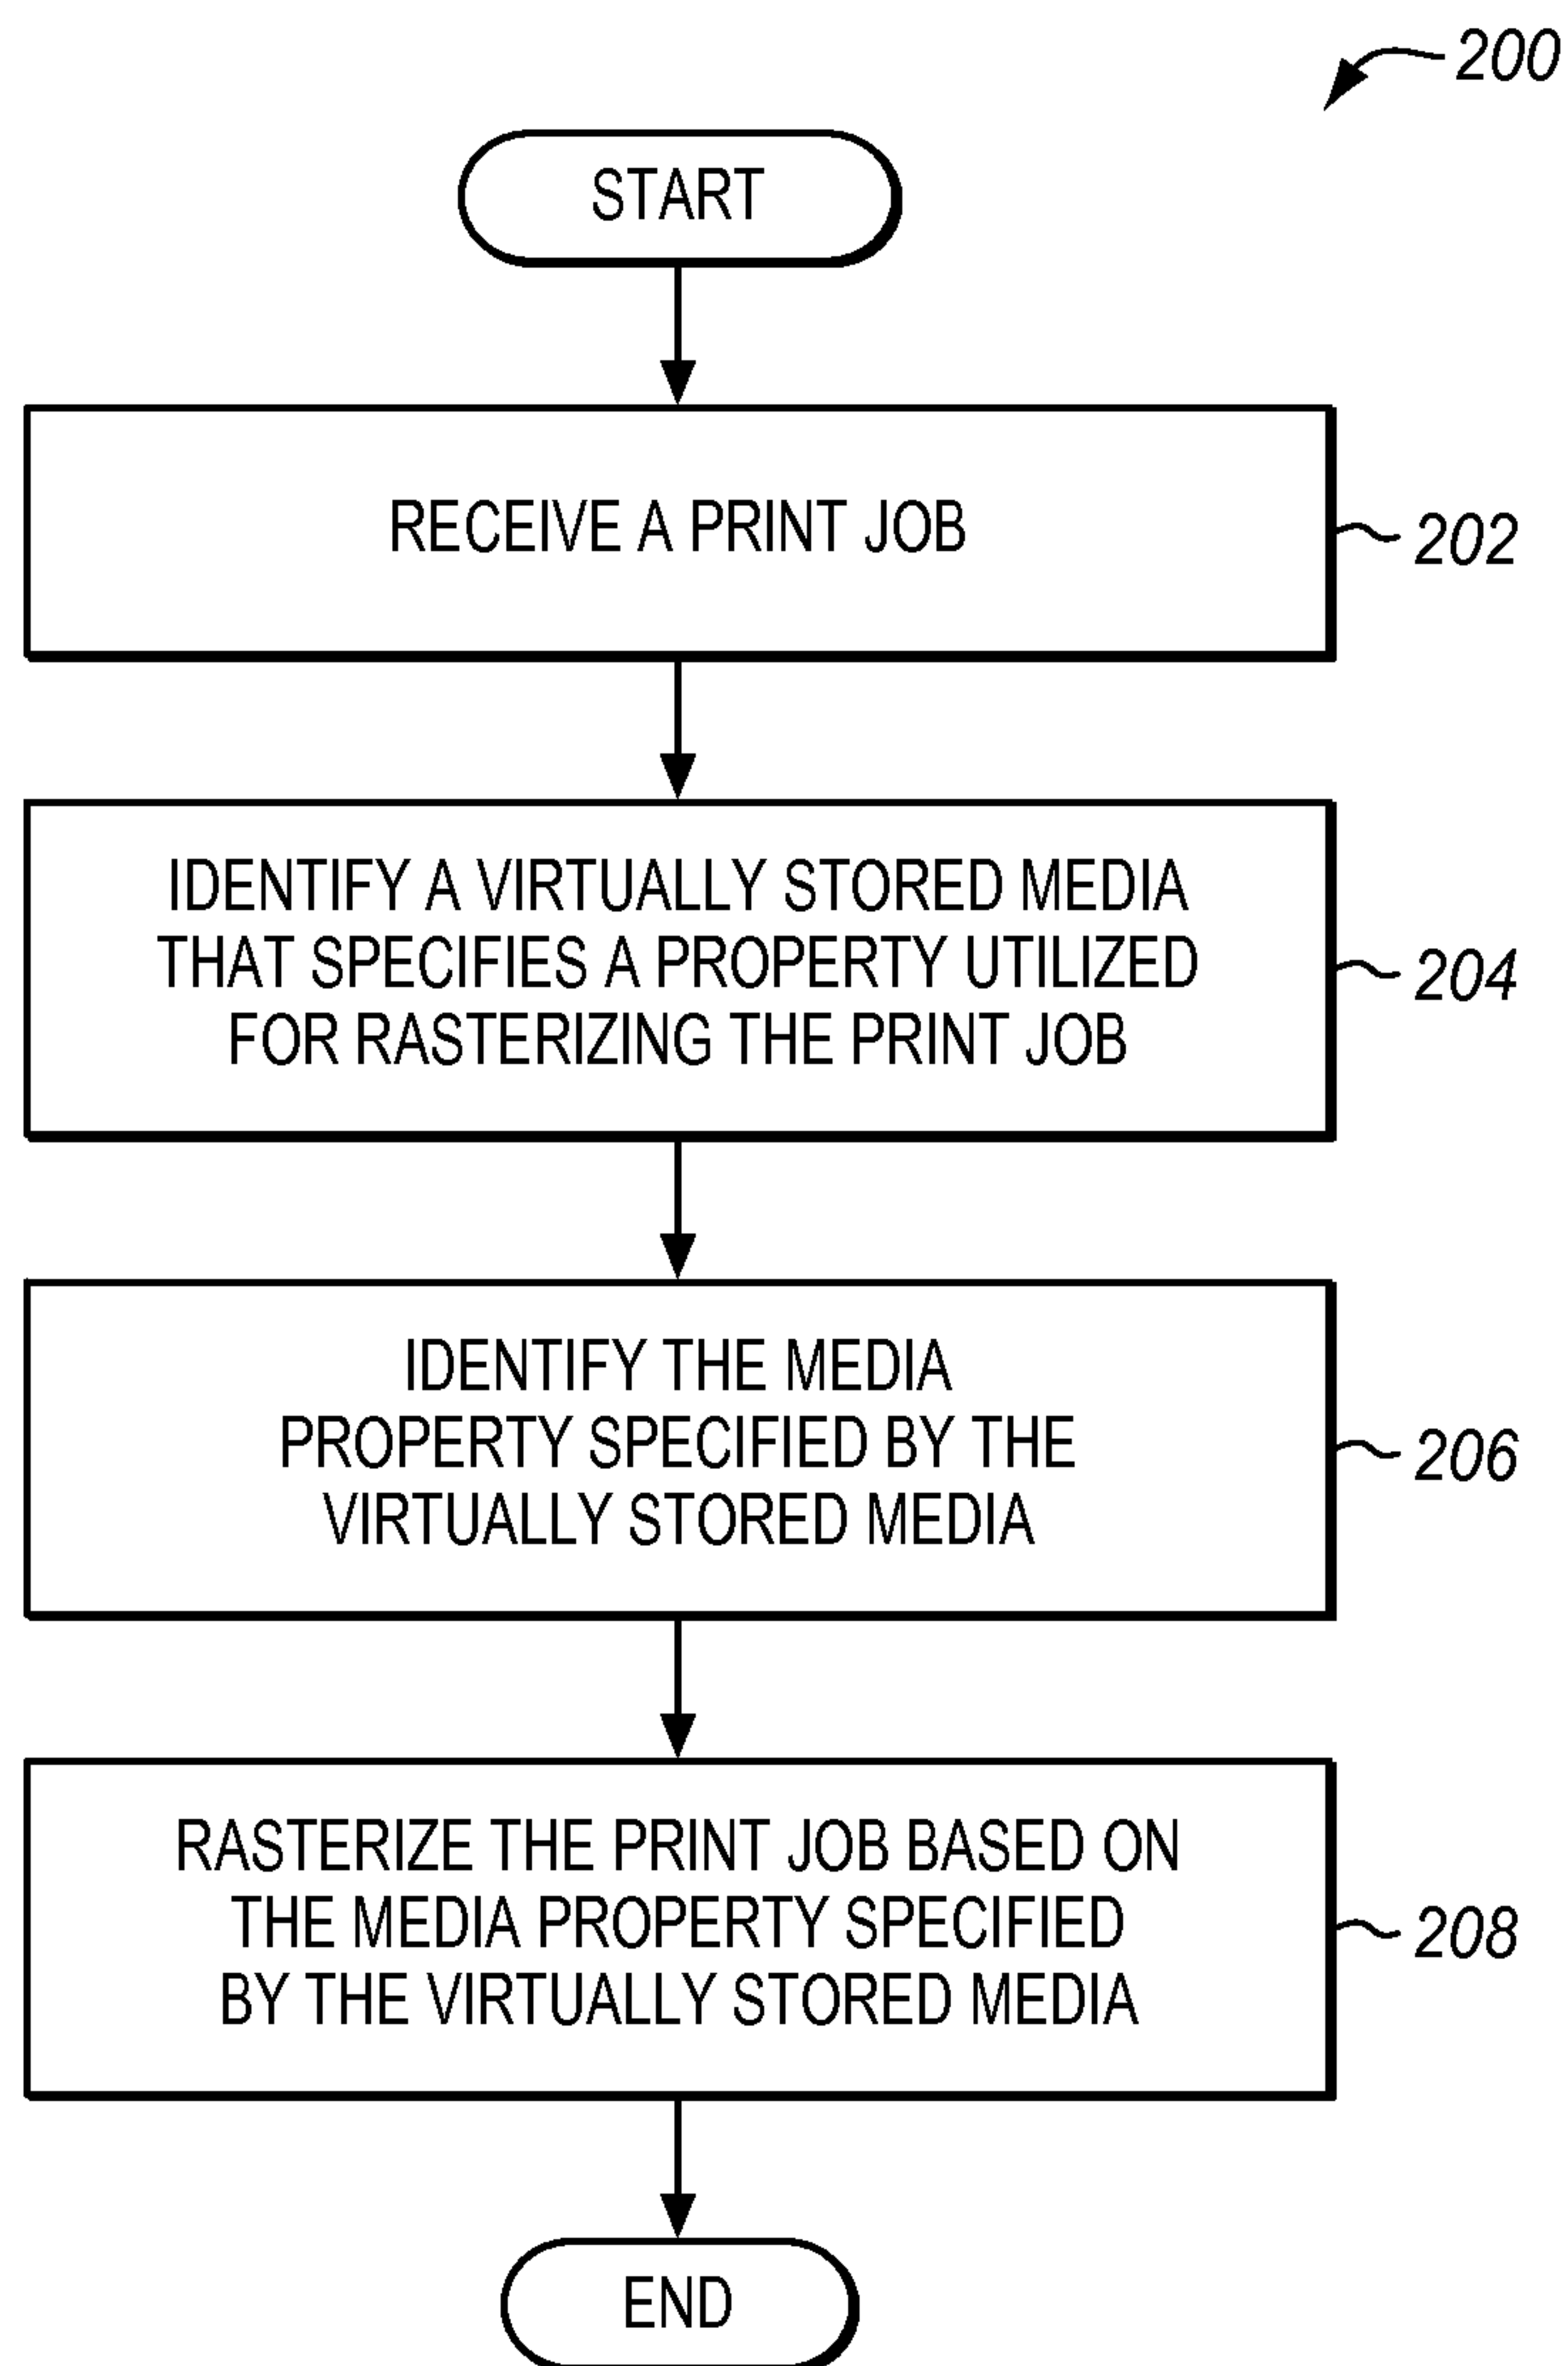 200
START
RECEIVE A PRINT JOB
202
IDENTIFY A VIRTUALLY STORED MEDIA
THAT SPECIFIES A PROPERTY UTILIZED
FOR RASTERIZING THE PRINT JOB
204
IDENTIFY THE MEDIA
PROPERTY SPECIFIED BY THE
VIRTUALLY STORED MEDIA
206
RASTERIZE THE PRINT JOB BASED ON
THE MEDIA PROPERTY SPECIFIED
BY THE VIRTUALLY STORED MEDIA
208
END